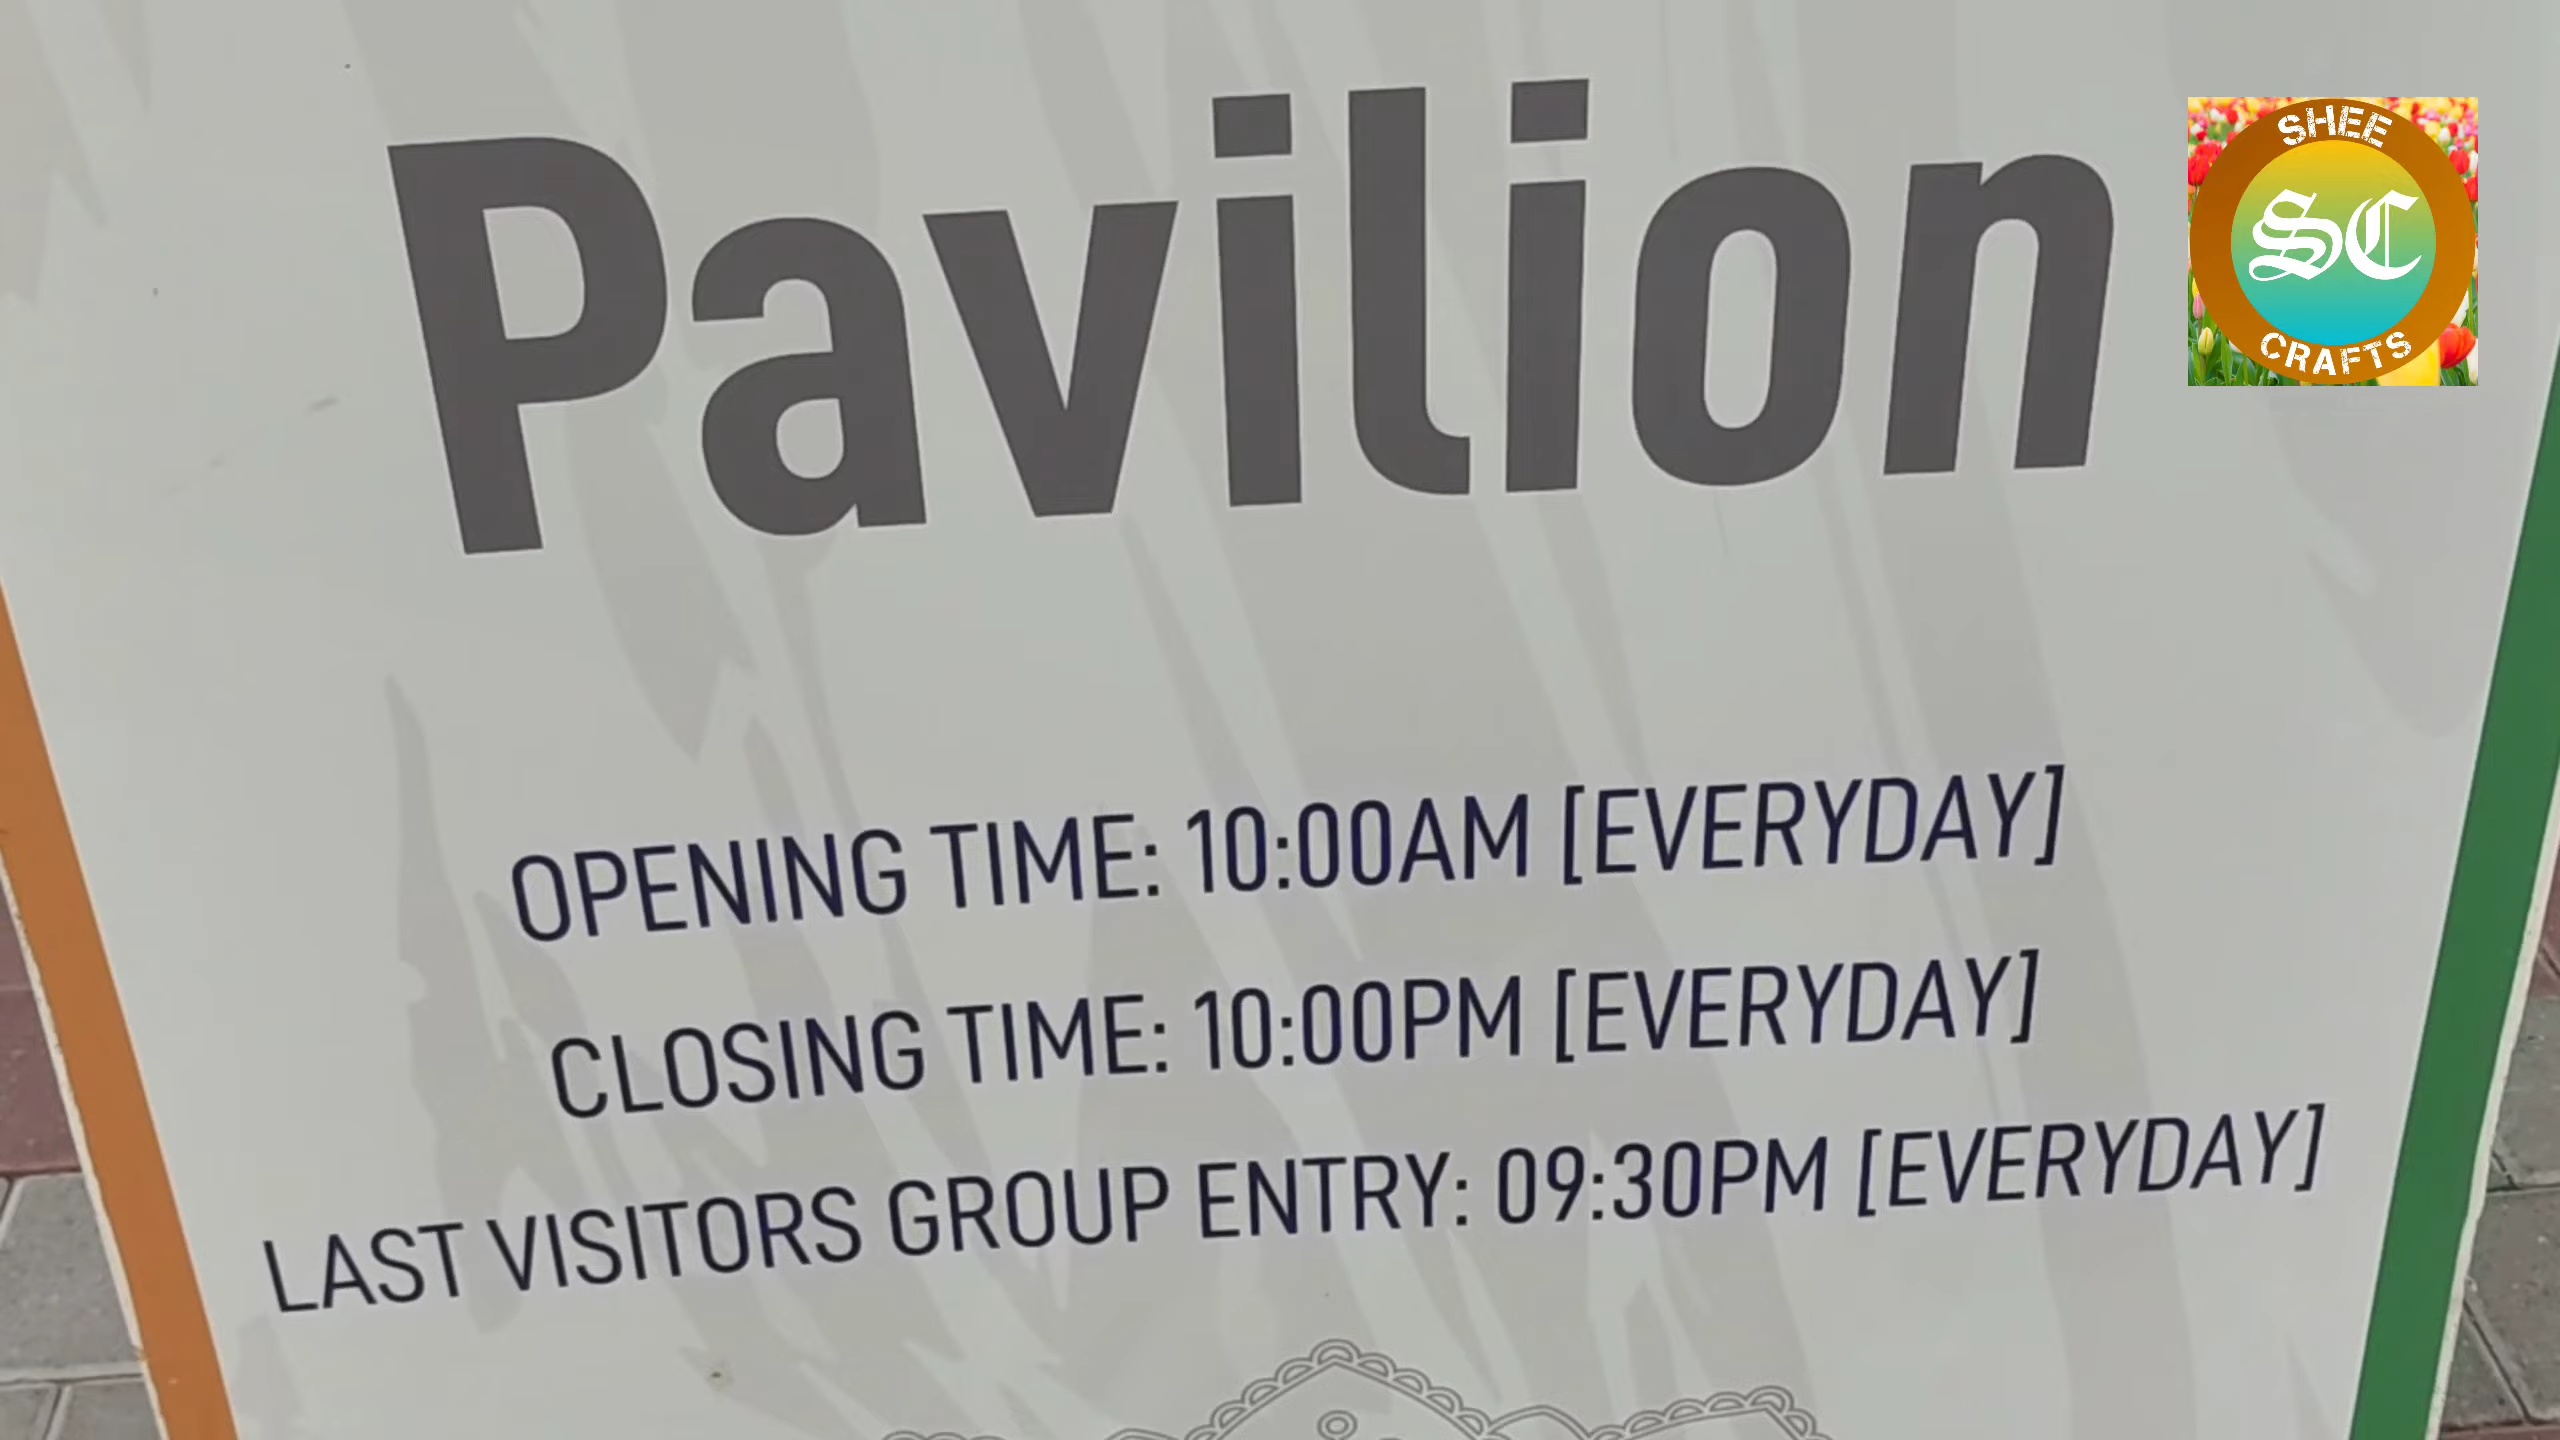 Pavilion
SHEE
SC
CRAFTS
OPENING TIME: 10:00AM [EVERYDAY]
CLOSING TIME: 10:00PM [EVERYDAY]
LAST VISITORS GROUP ENTRY: 09:30PM [EVERYDAY]